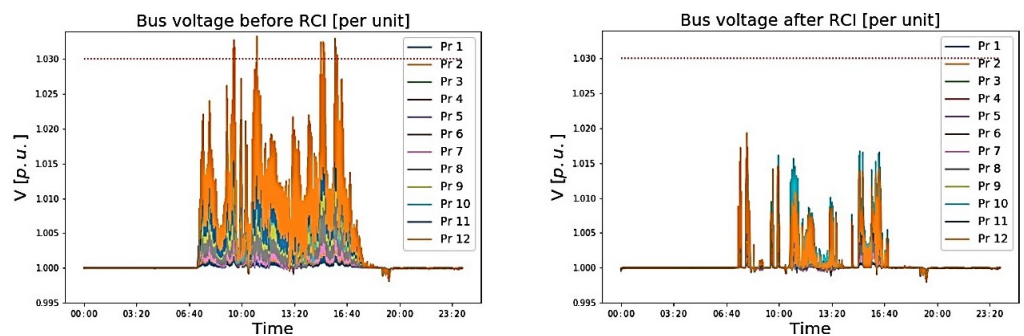 Bus voltage before RCI [per unit]
V [p.u.]
1.030
1.025
1.020
1.015
1.010
1.005
1.000
0.995
Pr 1
Pr 2
Pr 3
Pr 4
Pr 5
Pr 6
Pr 7
Pr 8
Pr 9
Pr 10
Pr 11
Pr 12
00:00 03:20 06:40 10:00 13:20 16:40 20:00 23:20
Time
Bus voltage after RCI [per unit]
V [p.u.]
1.030
1.025
1.020
1.015
1.010
1.005
1.000
0.995
Pr 1
Pr 2
Pr 3
Pr 4
Pr 5
Pr 6
Pr 7
Pr 8
Pr 9
Pr 10
Pr 11
Pr 12
00:00 03:20 06:40 10:00 13:20 16:40 20:00 23:20
Time